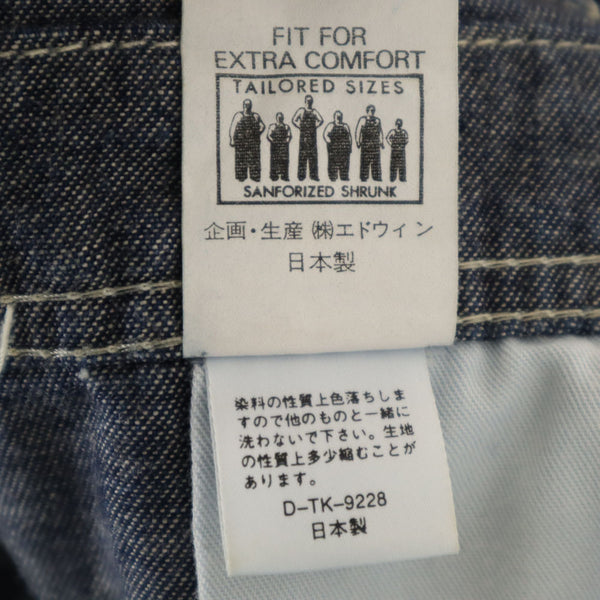 FIT FOR
EXTRA COMFORT
TAILORED SIZES
SANFORIZED SHRUNK
企画・生産 ㈱エドウィン
日本製
染料の性質上色落ちしま
すので他のものと一緒に
洗わないで下さい。生地
の性質上多少縮むことが
あります。
D-TK-9228
日本製